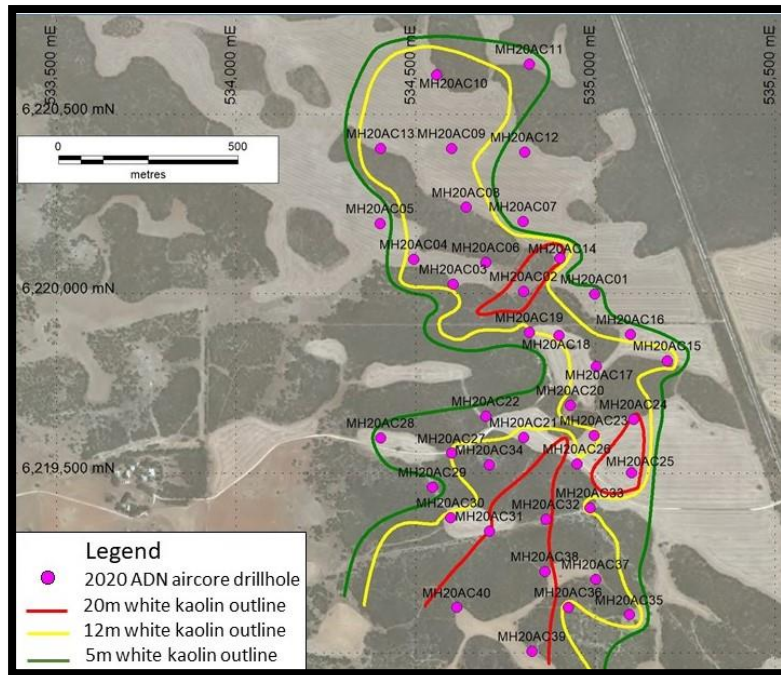 533,500 mE
534,000 mE
534,500 mE
535,000 mE
535,500 mE
MH20AC11
MH20AC10
6,220,500 mN
MH20AC13
MH20AC09
MH20AC12
0
500
metres
MH20AC08
MH20AC05
MH20AC07
MH20AC04
MH20AC06
MH20AC14
MH20AC03
MH20AC02
MH20AC01
6,220,000 mN
MH20AC19
MH20AC16
MH20AC18
MH20AC15
MH20AC17
MH20AC20
MH20AC24
MH20AC22
MH20AC28
MH20AC21
MH20AC23
MH20AC27
MH20AC34
MH20AC26
MH20AC25
6,219,500 mN
MH20AC29
MH20AC33
MH20AC30
MH20AC31
MH20AC32
MH20AC38
MH20AC37
MH20AC40
MH20AC36
MH20AC35
MH20AC39
Legend
2020 ADN aircore drillhole
20m white kaolin outline
12m white kaolin outline
5m white kaolin outline